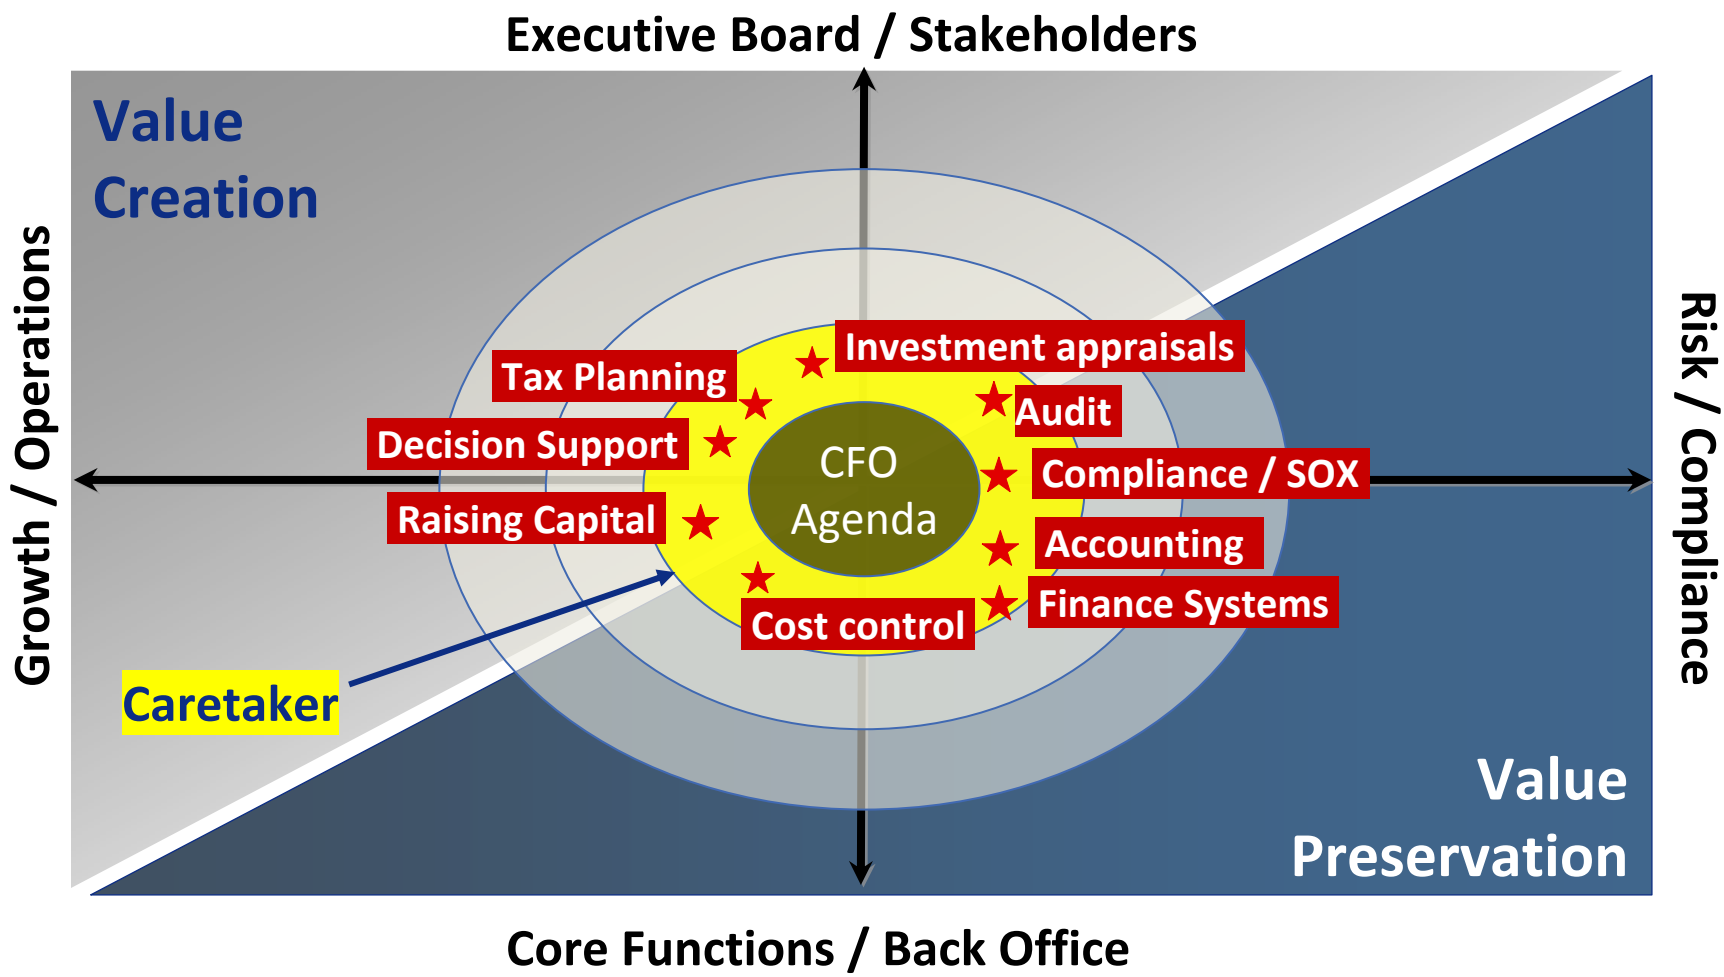 Executive Board / Stakeholders
Value
Creation
Growth / Operations
Risk / Compliance
Investment appraisals
Tax Planning
Audit
Decision Support
CFO
Agenda
Compliance / SOX
Raising Capital
Accounting
Finance Systems
Cost control
Caretaker
Value
Preservation
Core Functions / Back Office